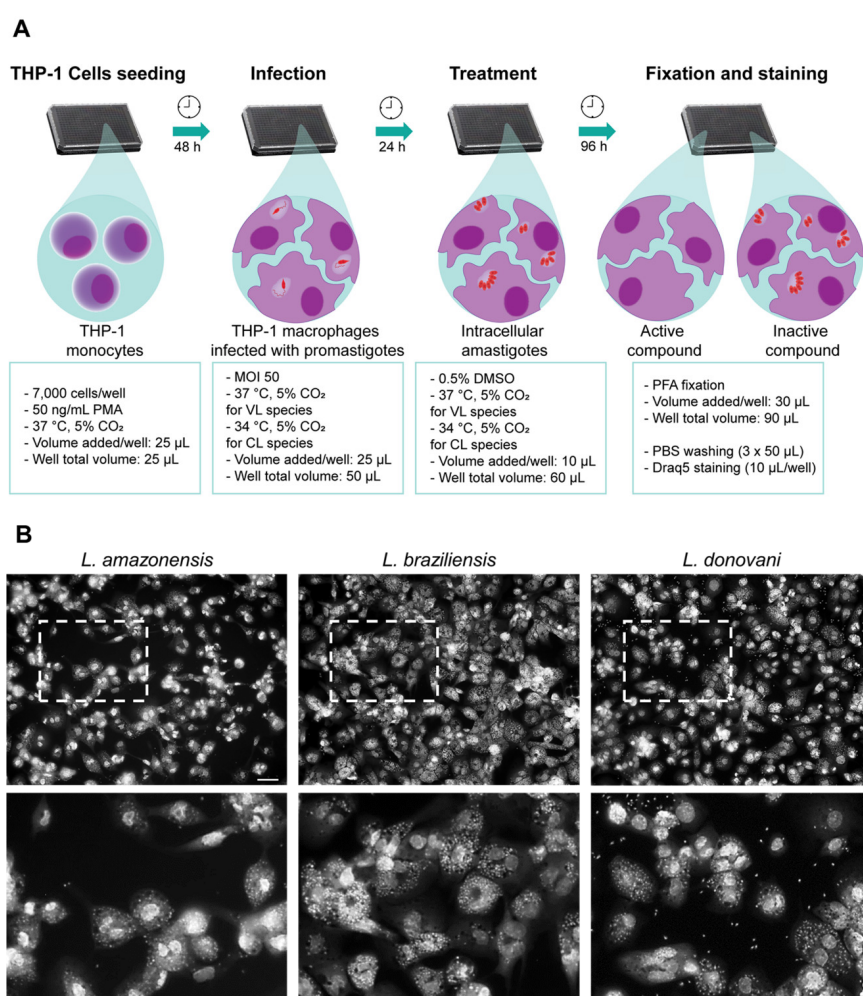 A
THP-1 Cells seeding
Infection
Treatment
Fixation and staining
48 h
24 h
96 h
THP-1
monocytes
THP-1 macrophages
infected with promastigotes
Intracellular
amastigotes
Active
compound
Inactive
compound
- 7,000 cells/well
- 50 ng/mL PMA
- 37 °C, 5% CO₂
- Volume added/well: 25 µL
- Well total volume: 25 µL
- MOI 50
- 37 °C, 5% CO₂
for VL species
- 34 °C, 5% CO₂
for CL species
- Volume added/well: 25 µL
- Well total volume: 50 µL
- 0.5% DMSO
- 37 °C, 5% CO₂
for VL species
- 34 °C, 5% CO₂
for CL species
- Volume added/well: 10 µL
- Well total volume: 60 µL
- PFA fixation
- Volume added/well: 30 µL
- Well total volume: 90 µL
- PBS washing (3 x 50 µL)
- Draq5 staining (10 µL/well)
B
L. amazonensis
L. braziliensis
L. donovani